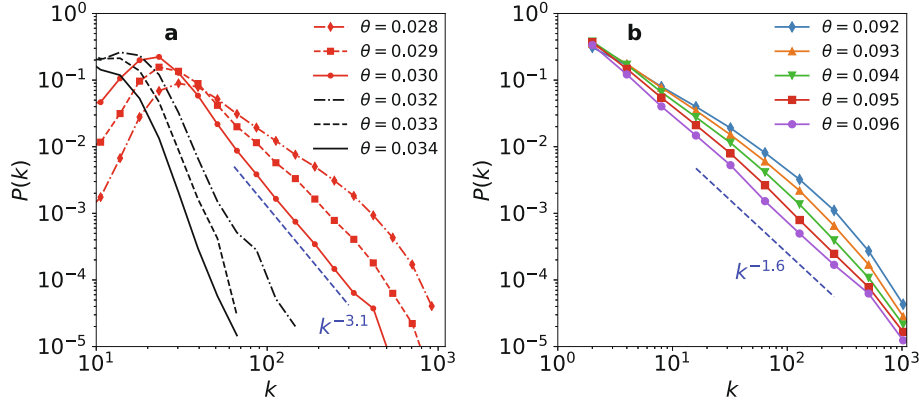 a
θ = 0.028
θ = 0.029
θ = 0.030
θ = 0.032
θ = 0.033
θ = 0.034
k^{-3.1}
P(k)
10^0
10^{-1}
10^{-2}
10^{-3}
10^{-4}
10^{-5}
10^1
10^2
10^3
k
b
θ = 0.092
θ = 0.093
θ = 0.094
θ = 0.095
θ = 0.096
k^{-1.6}
P(k)
10^0
10^{-1}
10^{-2}
10^{-3}
10^{-4}
10^{-5}
10^0
10^1
10^2
10^3
k